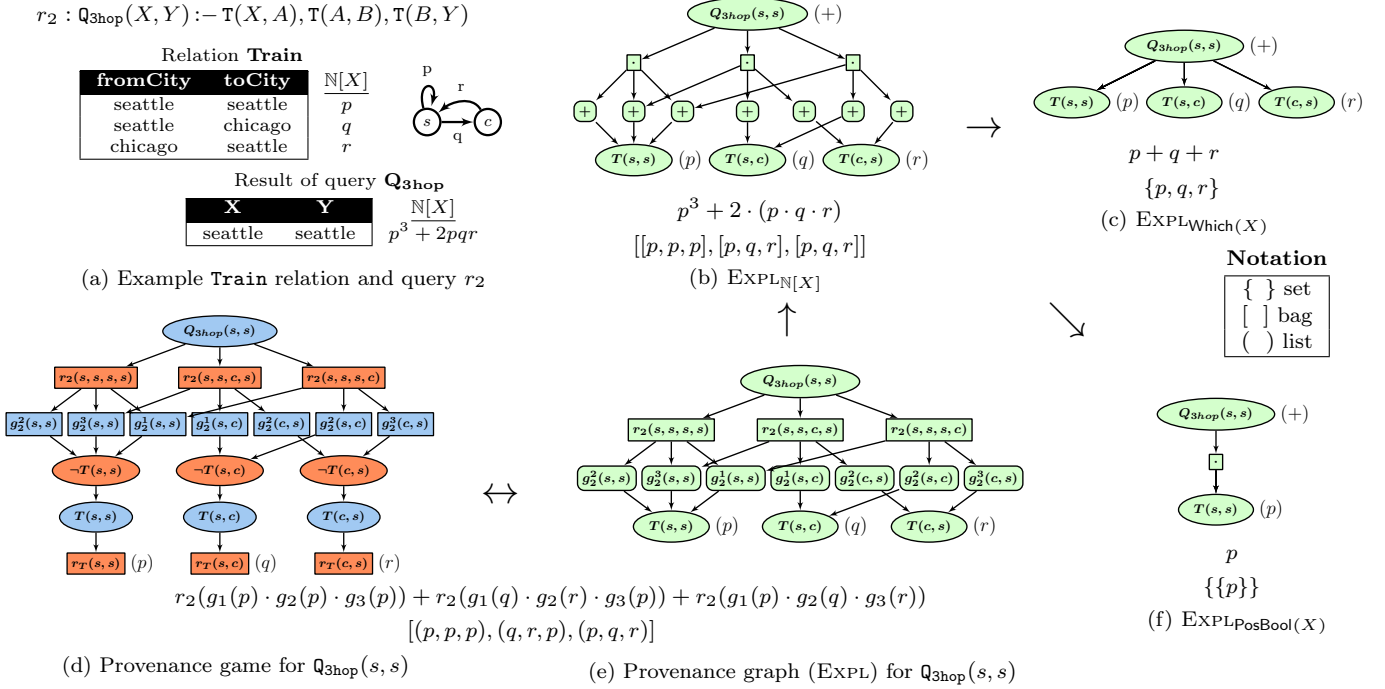 r₂ : Q3hop(X, Y) :− T(X, A), T(A, B), T(B, Y)
Relation Train
fromCity toCity ℕ[X]
seattle seattle p
seattle chicago q
chicago seattle r
p
r
s c
q
Result of query Q3hop
X Y ℕ[X]
seattle seattle p³ + 2pqr
(a) Example Train relation and query r₂
Q3hop(s, s) (+)
· · ·
+ + + + + + +
T(s, s) (p) T(s, c) (q) T(c, s) (r)
p³ + 2 · (p · q · r)
[[p, p, p], [p, q, r], [p, q, r]]
(b) Explℕ[X]
→
Q3hop(s, s) (+)
T(s, s) (p) T(s, c) (q) T(c, s) (r)
p + q + r
{p, q, r}
(c) ExplWhich(X)
Notation
{ } set
[ ] bag
( ) list
↑
↘
Q3hop(s, s)
r₂(s, s, s, s) r₂(s, s, c, s) r₂(s, s, s, c)
g₂²(s, s) g₂³(s, s) g₂¹(s, s) g₂¹(s, c) g₂²(c, s) g₂²(s, c) g₂³(c, s)
¬T(s, s) ¬T(s, c) ¬T(c, s)
T(s, s) T(s, c) T(c, s)
r_T(s, s) (p) r_T(s, c) (q) r_T(c, s) (r)
↔
Q3hop(s, s)
r₂(s, s, s, s) r₂(s, s, c, s) r₂(s, s, s, c)
g₂²(s, s) g₂³(s, s) g₂¹(s, s) g₂¹(s, c) g₂²(c, s) g₂²(s, c) g₂³(c, s)
T(s, s) (p) T(s, c) (q) T(c, s) (r)
r₂(g₁(p) · g₂(p) · g₃(p)) + r₂(g₁(q) · g₂(r) · g₃(p)) + r₂(g₁(p) · g₂(q) · g₃(r))
[(p, p, p), (q, r, p), (p, q, r)]
(d) Provenance game for Q3hop(s, s)
(e) Provenance graph (Expl) for Q3hop(s, s)
Q3hop(s, s) (+)
·
T(s, s) (p)
p
{{p}}
(f) ExplPosBool(X)